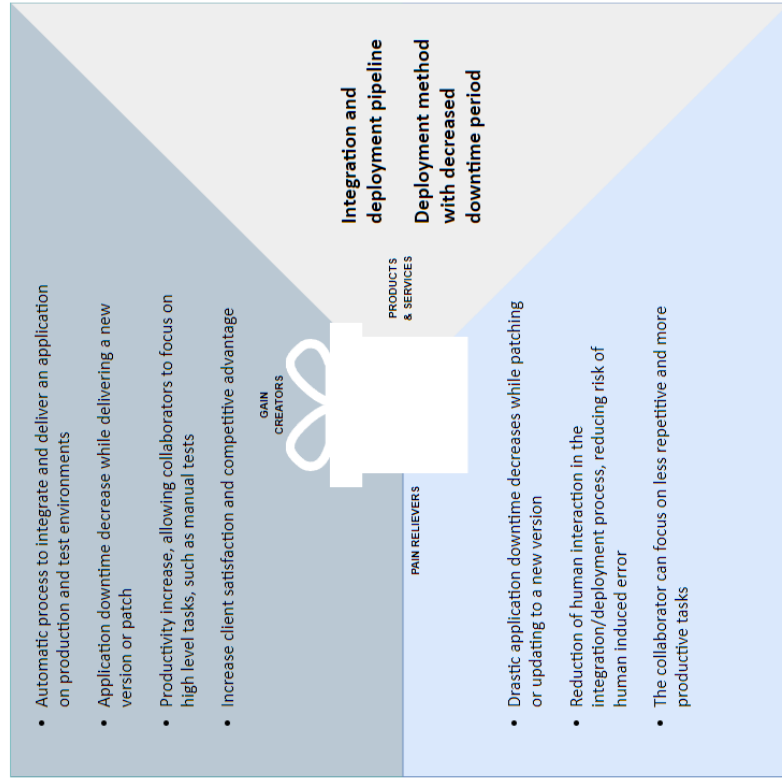 • Automatic process to integrate and deliver an application
on production and test environments
• Application downtime decrease while delivering a new
version or patch
• Productivity increase, allowing collaborators to focus on
high level tasks, such as manual tests
• Increase client satisfaction and competitive advantage
GAIN
CREATORS
Integration and
deployment pipeline
Deployment method
with decreased
downtime period
PRODUCTS
& SERVICES
PAIN RELIEVERS
• Drastic application downtime decreases while patching
or updating to a new version
• Reduction of human interaction in the
integration/deployment process, reducing risk of
human induced error
• The collaborator can focus on less repetitive and more
productive tasks